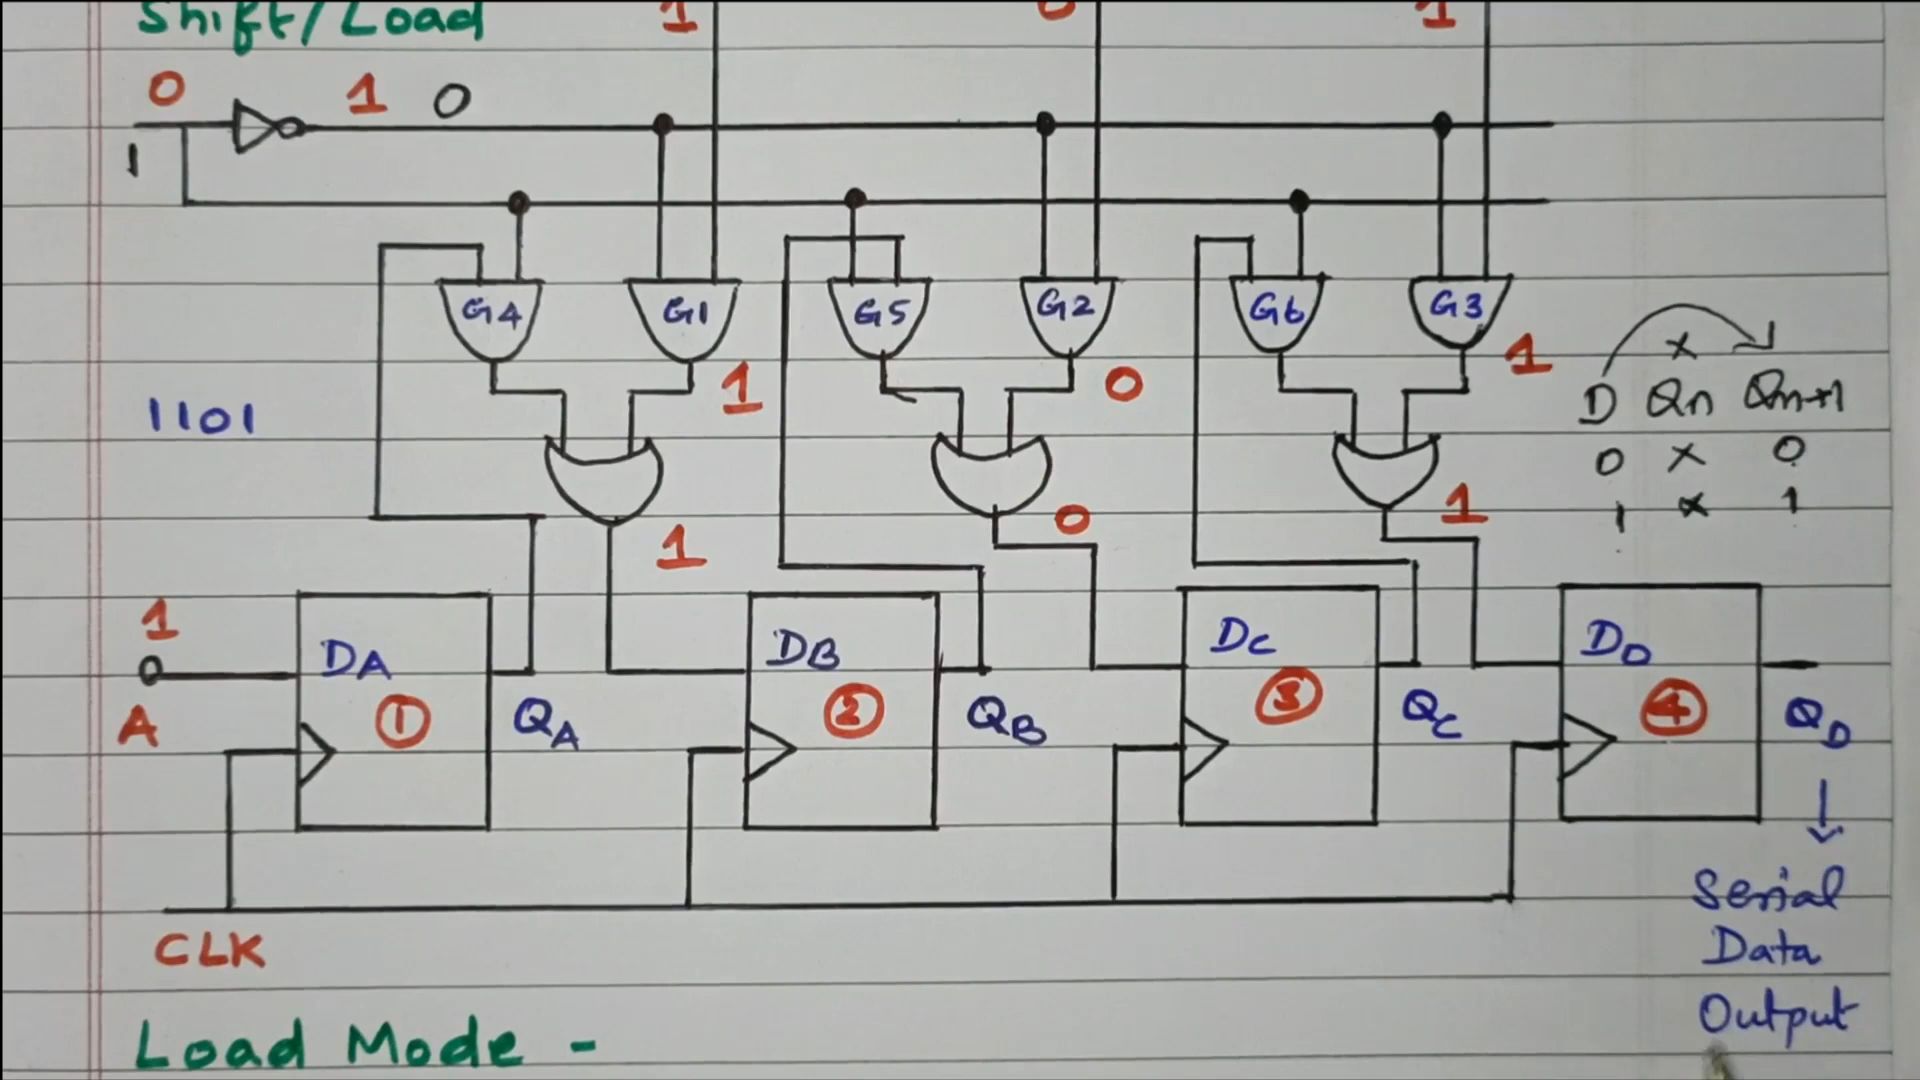 Shift/Load
1 0 1
0 1 0
1
G4 G1 G5 G2 G6 G3
1 0 1
D Qn Qn+1
0 × 0
1 × 1
×
1101
1 0 1
1
A
DA 1 QA
DB 2 QB
DC 3 QC
DD 4 QD
Serial
Data
Output
CLK
Load Mode -